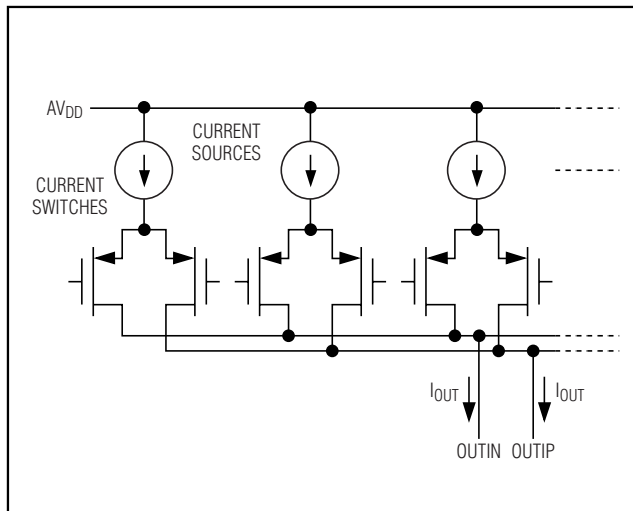 AVDD
CURRENT
SOURCES
CURRENT
SWITCHES
IOUT
IOUT
OUTIN OUTIP